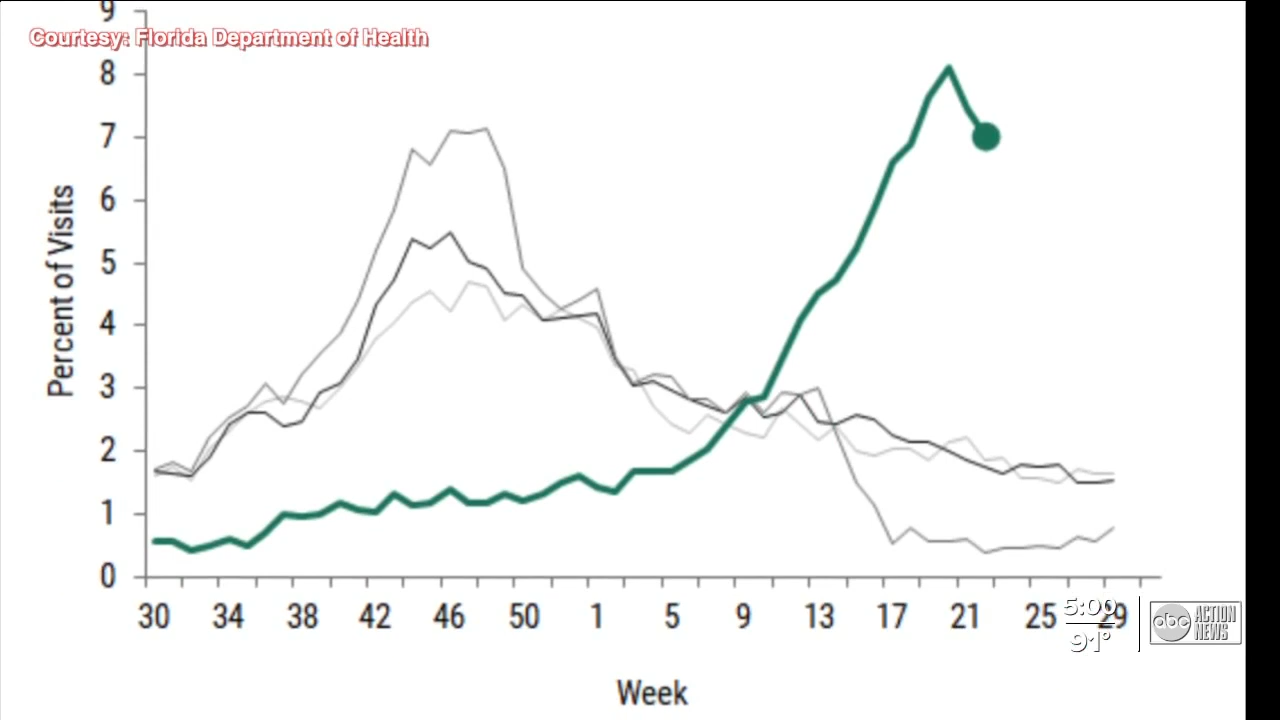 9
Courtesy: Florida Department of Health
8
7
6
5
4
3
2
1
0
Percent of Visits
30 34 38 42 46 50 1 5 9 13 17 21 25 29
Week
5:00
91°
abc ACTION NEWS